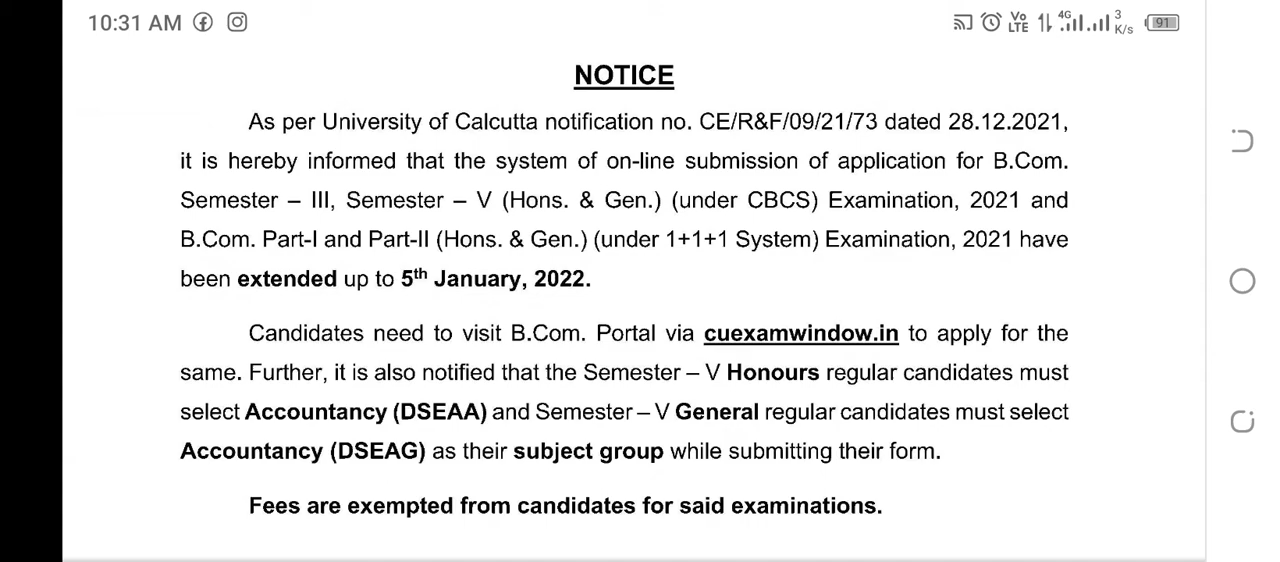 10:31 AM
Vo LTE 4G 3 K/s 91
NOTICE
As per University of Calcutta notification no. CE/R&F/09/21/73 dated 28.12.2021,
it is hereby informed that the system of on-line submission of application for B.Com.
Semester – III, Semester – V (Hons. & Gen.) (under CBCS) Examination, 2021 and
B.Com. Part-I and Part-II (Hons. & Gen.) (under 1+1+1 System) Examination, 2021 have
been extended up to 5th January, 2022.
Candidates need to visit B.Com. Portal via cuexamwindow.in to apply for the
same. Further, it is also notified that the Semester – V Honours regular candidates must
select Accountancy (DSEAA) and Semester – V General regular candidates must select
Accountancy (DSEAG) as their subject group while submitting their form.
Fees are exempted from candidates for said examinations.